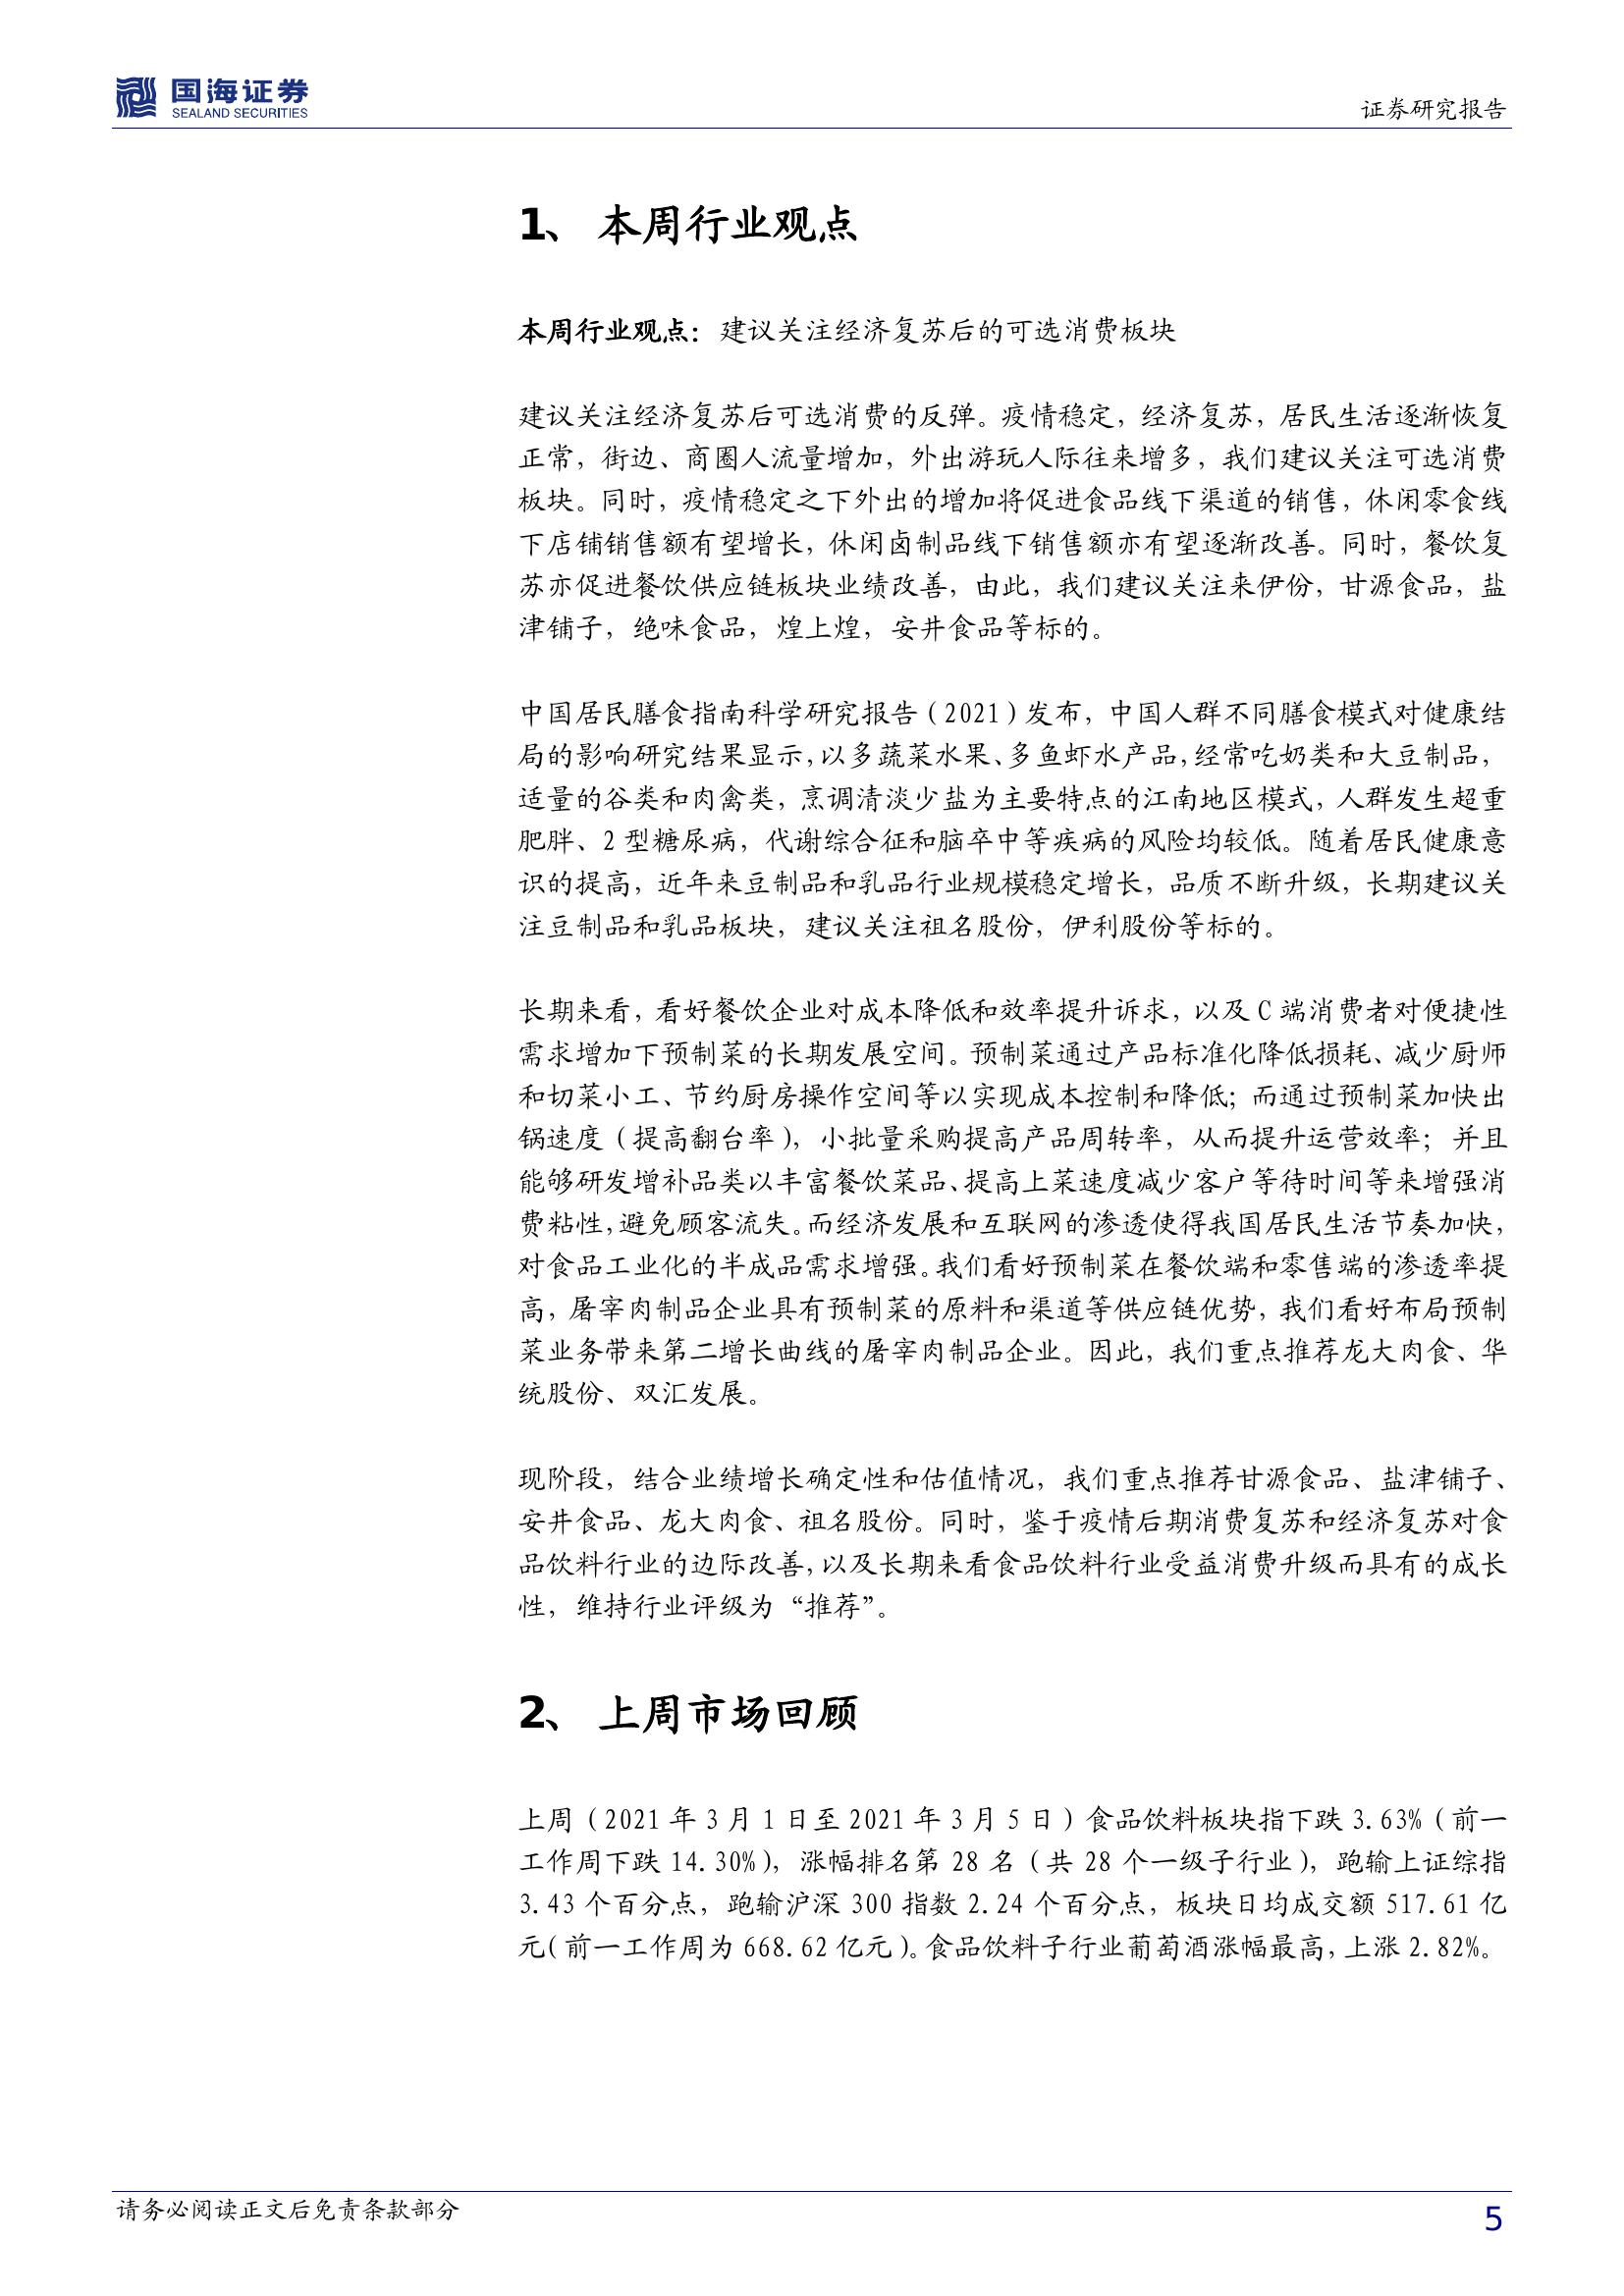 国海证券
SEALAND SECURITIES
证券研究报告
1、 本周行业观点
本周行业观点：建议关注经济复苏后的可选消费板块
建议关注经济复苏后可选消费的反弹。疫情稳定，经济复苏，居民生活逐渐恢复
正常，街边、商圈人流量增加，外出游玩人际往来增多，我们建议关注可选消费
板块。同时，疫情稳定之下外出的增加将促进食品线下渠道的销售，休闲零食线
下店铺销售额有望增长，休闲卤制品线下销售额亦有望逐渐改善。同时，餐饮复
苏亦促进餐饮供应链板块业绩改善，由此，我们建议关注来伊份，甘源食品，盐
津铺子，绝味食品，煌上煌，安井食品等标的。
中国居民膳食指南科学研究报告（2021）发布，中国人群不同膳食模式对健康结
局的影响研究结果显示，以多蔬菜水果、多鱼虾水产品，经常吃奶类和大豆制品，
适量的谷类和肉禽类，烹调清淡少盐为主要特点的江南地区模式，人群发生超重
肥胖、2 型糖尿病，代谢综合征和脑卒中等疾病的风险均较低。随着居民健康意
识的提高，近年来豆制品和乳品行业规模稳定增长，品质不断升级，长期建议关
注豆制品和乳品板块，建议关注祖名股份，伊利股份等标的。
长期来看，看好餐饮企业对成本降低和效率提升诉求，以及 C 端消费者对便捷性
需求增加下预制菜的长期发展空间。预制菜通过产品标准化降低损耗、减少厨师
和切菜小工、节约厨房操作空间等以实现成本控制和降低；而通过预制菜加快出
锅速度（提高翻台率），小批量采购提高产品周转率，从而提升运营效率；并且
能够研发增补品类以丰富餐饮菜品、提高上菜速度减少客户等待时间等来增强消
费粘性，避免顾客流失。而经济发展和互联网的渗透使得我国居民生活节奏加快，
对食品工业化的半成品需求增强。我们看好预制菜在餐饮端和零售端的渗透率提
高，屠宰肉制品企业具有预制菜的原料和渠道等供应链优势，我们看好布局预制
菜业务带来第二增长曲线的屠宰肉制品企业。因此，我们重点推荐龙大肉食、华
统股份、双汇发展。
现阶段，结合业绩增长确定性和估值情况，我们重点推荐甘源食品、盐津铺子、
安井食品、龙大肉食、祖名股份。同时，鉴于疫情后期消费复苏和经济复苏对食
品饮料行业的边际改善，以及长期来看食品饮料行业受益消费升级而具有的成长
性，维持行业评级为“推荐”。
2、 上周市场回顾
上周（2021 年 3 月 1 日至 2021 年 3 月 5 日）食品饮料板块指下跌 3.63%（前一
工作周下跌 14.30%），涨幅排名第 28 名（共 28 个一级子行业），跑输上证综指
3.43 个百分点，跑输沪深 300 指数 2.24 个百分点，板块日均成交额 517.61 亿
元（前一工作周为 668.62 亿元）。食品饮料子行业葡萄酒涨幅最高，上涨 2.82%。
请务必阅读正文后免责条款部分
5